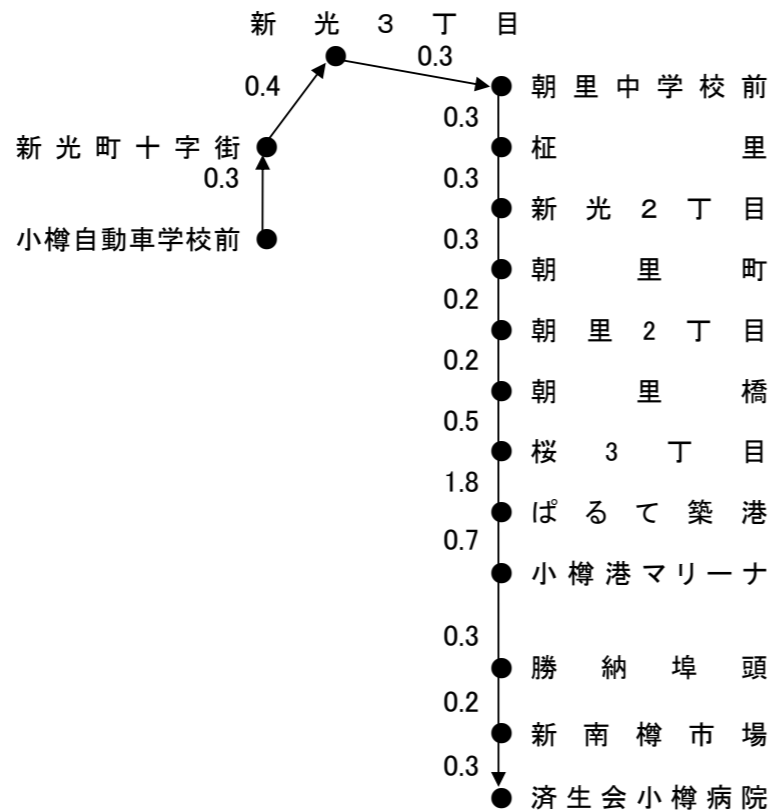 新光３丁目
0.3
0.4
朝里中学校前
0.3
新光町十字街
柾里
0.3
0.3
新光２丁目
小樽自動車学校前
0.3
朝里町
0.2
朝里２丁目
0.2
朝里橋
0.5
桜３丁目
1.8
ぱるて築港
0.7
小樽港マリーナ
0.3
勝納埠頭
0.2
新南樽市場
0.3
済生会小樽病院